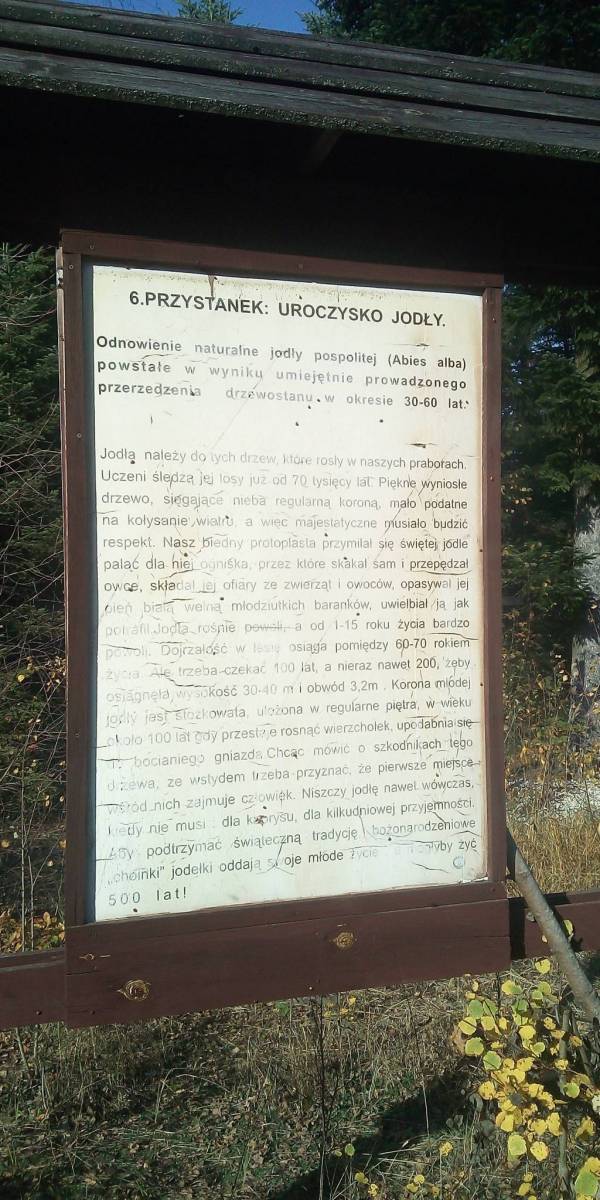 6.PRZYSTANEK: UROCZYSKO JODŁY.
Odnowienie naturalne jodły pospolitej (Abies alba)
powstałe w wyniku umiejętnie prowadzonego
przerzedzenia drzewostanu w okresie 30-60 lat.
Jodła należy do tych drzew, które rosły w naszych praborach.
Uczeni śledzą jej losy już od 70 tysięcy lat. Piękne wyniosłe
drzewo, sięgające nieba regularną koroną, mało podatne
na kołysanie wiatru, a więc majestatyczne musiało budzić
respekt. Nasz biedny protoplasta przymilał się świętej jodle
paląc dla niej ogniska, przez które skakał sam i przepędzał
owce, składał jej ofiary ze zwierząt i owoców, opasywał jej
pień białą wełną młodziutkich baranków, uwielbiał ją jak
potrafił.Jodła rośnie powoli, a od 1-15 roku życia bardzo
powoli. Dojrzałość w lesie osiąga pomiędzy 60-70 rokiem
życia. Ale trzeba czekać 100 lat, a nieraz nawet 200, żeby
osiągnęła wysokość 30-40 m i obwód 3,2m . Korona młodej
jodły jest stożkowata, ułożona w regularne piętra, w wieku
około 100 lat gdy przestaje rosnąć wierzchołek, upodabnia się
do bocianiego gniazda.Chcąc mówić o szkodnikach tego
drzewa, ze wstydem trzeba przyznać, że pierwsze miejsce
wśród nich zajmuje człowiek. Niszczy jodłę nawet wówczas,
kiedy nie musi : dla kaprysu, dla kilkudniowej przyjemności.
Aby podtrzymać świąteczną tradycję bożonarodzeniowe
„choinki" jodełki oddają swoje młode życie a mogłyby żyć
500 lat!